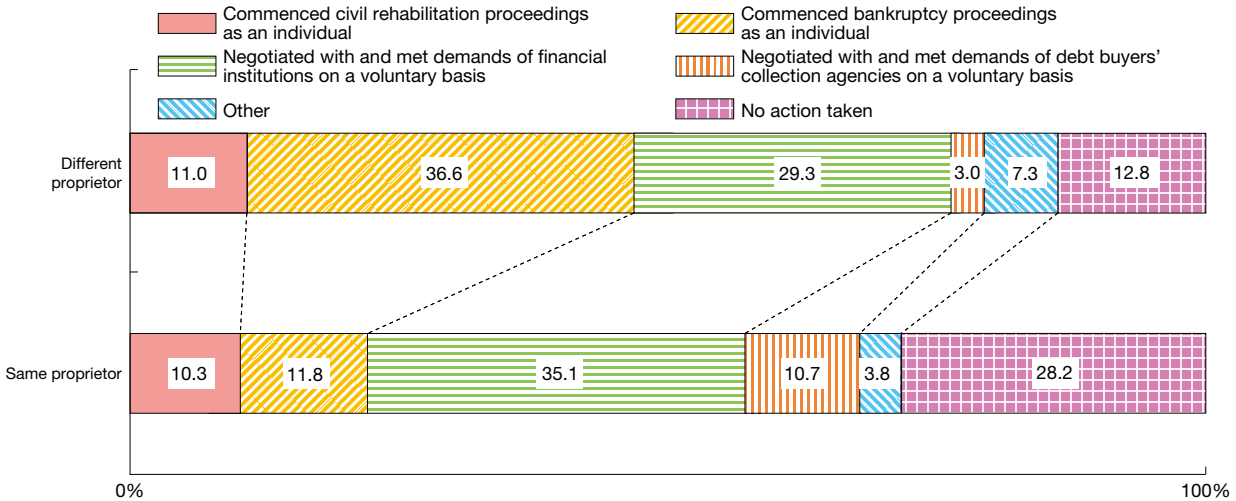 Commenced civil rehabilitation proceedings
as an individual
Commenced bankruptcy proceedings
as an individual
Negotiated with and met demands of financial
institutions on a voluntary basis
Negotiated with and met demands of debt buyers’
collection agencies on a voluntary basis
Other
No action taken
Different
proprietor
11.0
36.6
29.3
3.0
7.3
12.8
Same proprietor
10.3
11.8
35.1
10.7
3.8
28.2
0%
100%